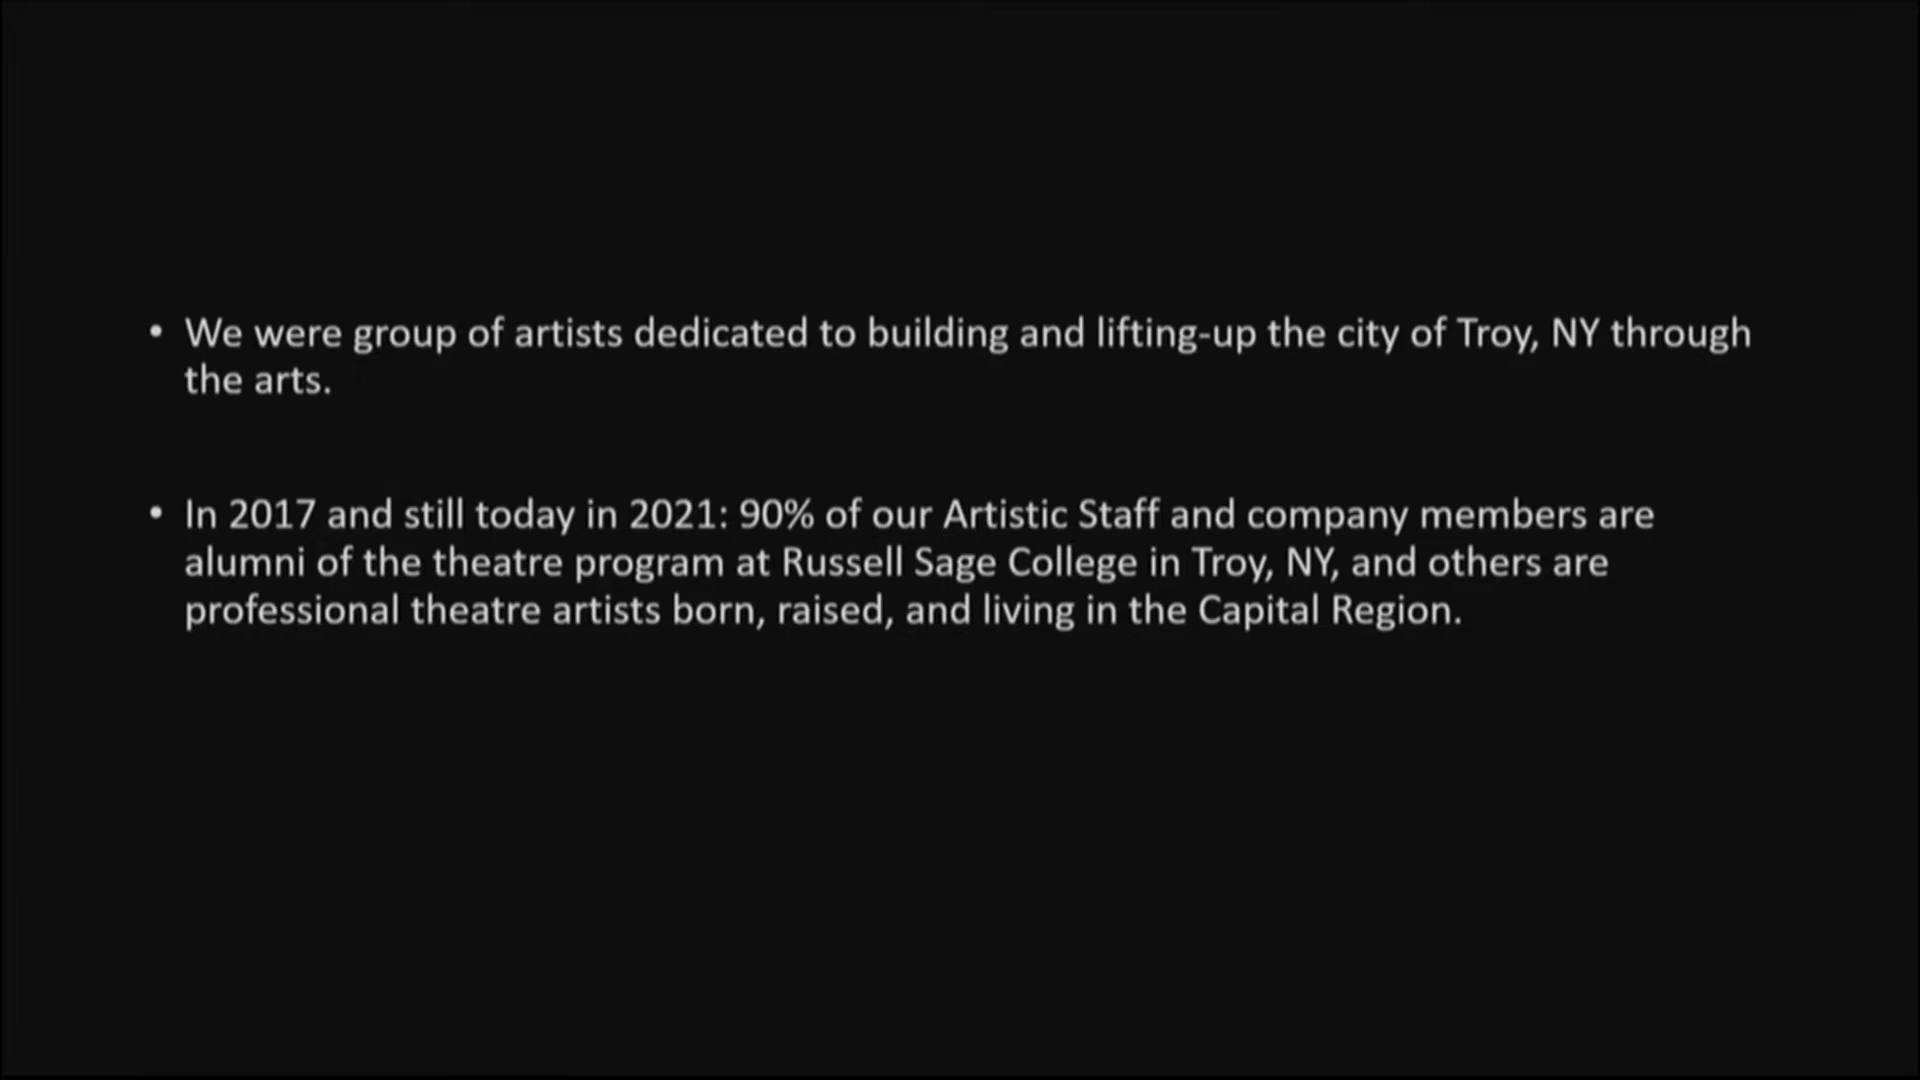 • We were group of artists dedicated to building and lifting-up the city of Troy, NY through
the arts.
• In 2017 and still today in 2021: 90% of our Artistic Staff and company members are
alumni of the theatre program at Russell Sage College in Troy, NY, and others are
professional theatre artists born, raised, and living in the Capital Region.